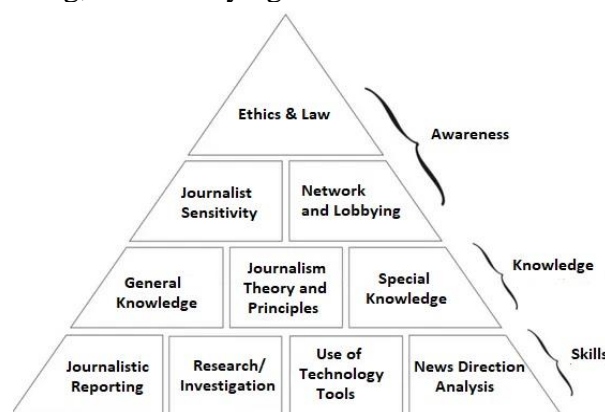 Ethics & Law
Awareness
Journalist
Sensitivity
Network
and Lobbying
General
Knowledge
Journalism
Theory and
Principles
Special
Knowledge
Knowledge
Journalistic
Reporting
Research/
Investigation
Use of
Technology
Tools
News Direction
Analysis
Skills